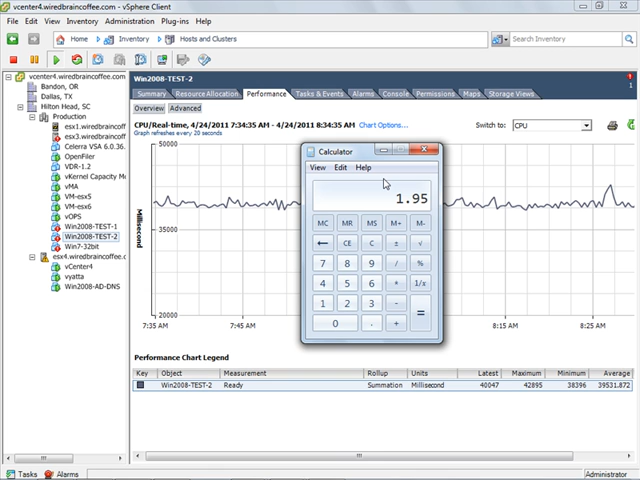 vcenter4.wiredbraincoffee.com - vSphere Client
File Edit View Inventory Administration Plug-ins Help
Home Inventory Hosts and Clusters
Search Inventory
vcenter4.wiredbraincoffee.com
Bandon, OR
Dallas, TX
Hilton Head, SC
Production
esx1.wiredbraincoff
esx3.wiredbraincoff
Celerra VSA 6.0.36.
OpenFiler
VDR-1.2
vKernel Capacity M
vMA
VM-esx5
VM-esx6
vOPS
Win2008-TEST-1
Win2008-TEST-2
Win7-32bit
esx4.wiredbraincoffee.c
vCenter4
vyatta
Win2008-AD-DNS
Win2008-TEST-2
Summary Resource Allocation Performance Tasks & Events Alarms Console Permissions Maps Storage Views
Overview Advanced
CPU/Real-time, 4/24/2011 7:34:35 AM - 4/24/2011 8:34:35 AM Chart Options...
Graph refreshes every 20 seconds
Switch to: CPU
50000
35000
20000
Millisecond
7:35 AM 7:45 AM 8:15 AM 8:25 AM
Calculator
View Edit Help
1.95
MC MR MS M+ M-
← CE C ± √
7 8 9 / %
4 5 6 * 1/x
1 2 3 - =
0 . +
Performance Chart Legend
Key Object Measurement Rollup Units Latest Maximum Minimum Average
Win2008-TEST-2 Ready Summation Millisecond 40047 42895 38396 39531.872
Tasks Alarms
Administrator